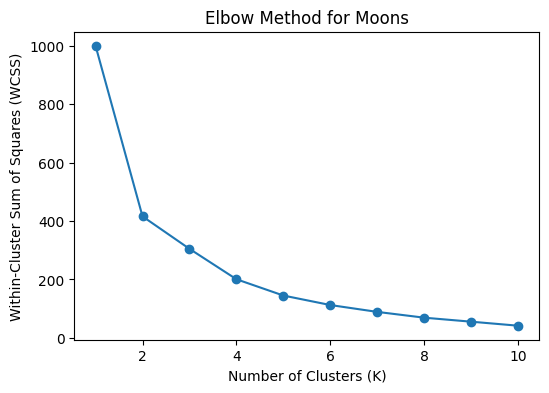 Elbow Method for Moons
Within-Cluster Sum of Squares (WCSS)
1000
800
600
400
200
0
2 4 6 8 10
Number of Clusters (K)